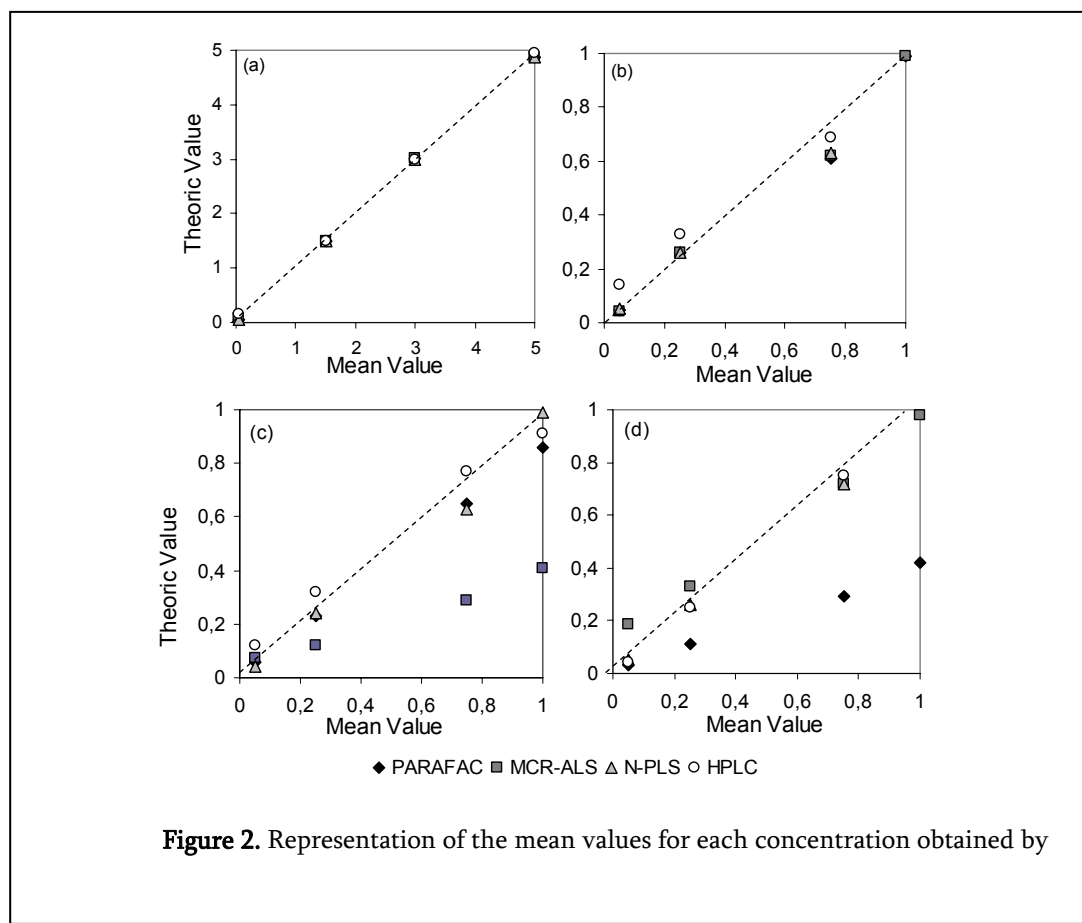 (a)
Theoric Value
5
4
3
2
1
0
0 1 2 3 4 5
Mean Value
(b)
1
0,8
0,6
0,4
0,2
0
0 0,2 0,4 0,6 0,8 1
Mean Value
(c)
Theoric Value
1
0,8
0,6
0,4
0,2
0
0 0,2 0,4 0,6 0,8 1
Mean Value
(d)
1
0,8
0,6
0,4
0,2
0
0 0,2 0,4 0,6 0,8 1
Mean Value
PARAFAC MCR-ALS N-PLS HPLC
Figure 2. Representation of the mean values for each concentration obtained by